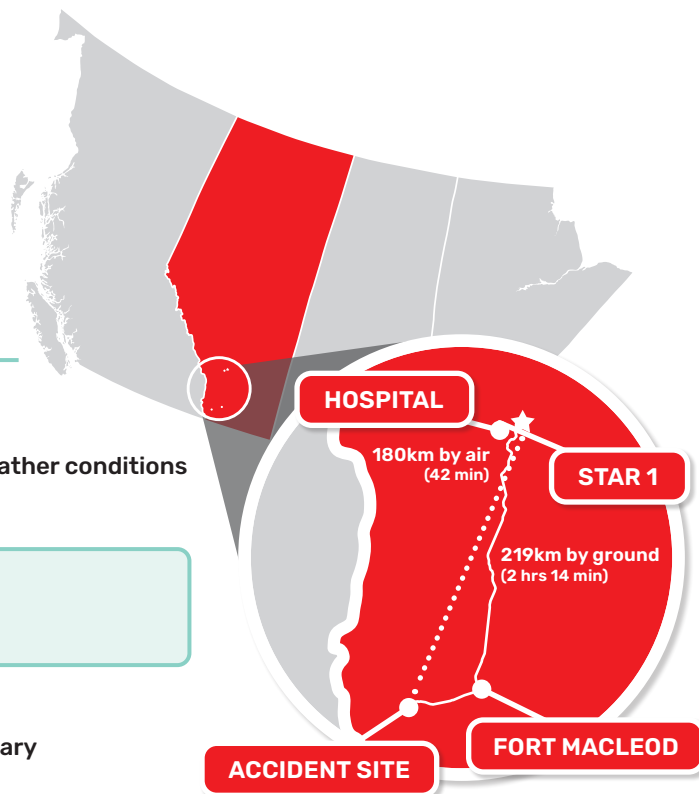 HOSPITAL
180km by air
(42 min)
STAR 1
ather conditions
219km by ground
(2 hrs 14 min)
ary
FORT MACLEOD
ACCIDENT SITE